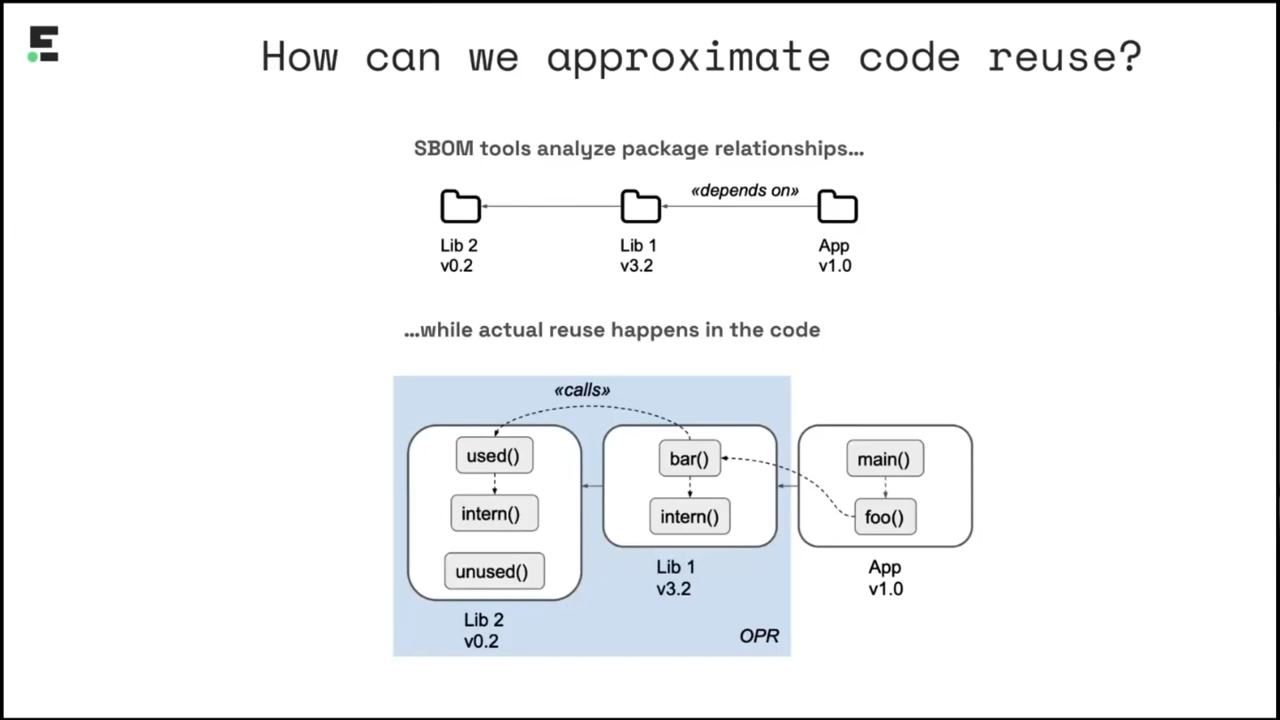 How can we approximate code reuse?
SBOM tools analyze package relationships…
«depends on»
Lib 2
v0.2
Lib 1
v3.2
App
v1.0
…while actual reuse happens in the code
«calls»
used()
intern()
unused()
Lib 2
v0.2
bar()
intern()
Lib 1
v3.2
OPR
main()
foo()
App
v1.0